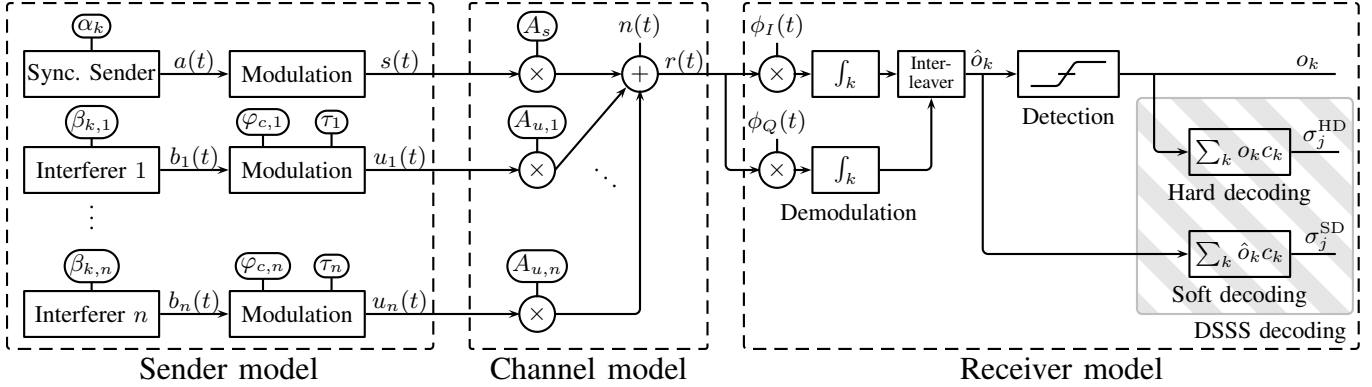 α_k
Sync. Sender
a(t)
Modulation
s(t)
β_{k,1}
Interferer 1
b_1(t)
φ_{c,1}
τ_1
Modulation
u_1(t)
β_{k,n}
Interferer n
b_n(t)
φ_{c,n}
τ_n
Modulation
u_n(t)
Sender model
A_s
×
n(t)
+
r(t)
A_{u,1}
×
A_{u,n}
×
Channel model
ϕ_I(t)
×
∫_k
Inter-
leaver
ô_k
Detection
o_k
ϕ_Q(t)
×
∫_k
Demodulation
∑_k o_k c_k
σ_j^{HD}
Hard decoding
∑_k ô_k c_k
σ_j^{SD}
Soft decoding
DSSS decoding
Receiver model